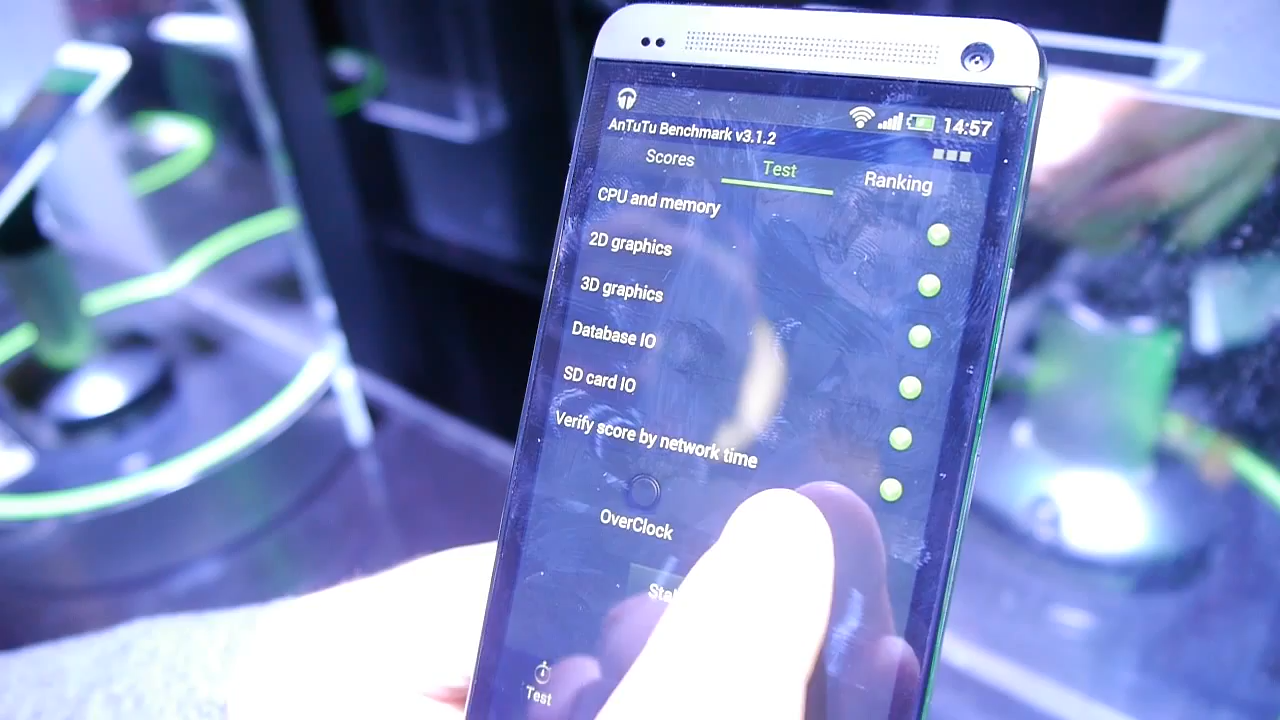 14:57
AnTuTu Benchmark v3.1.2
Scores
Test
Ranking
CPU and memory
2D graphics
3D graphics
Database IO
SD card IO
Verify score by network time
OverClock
Test